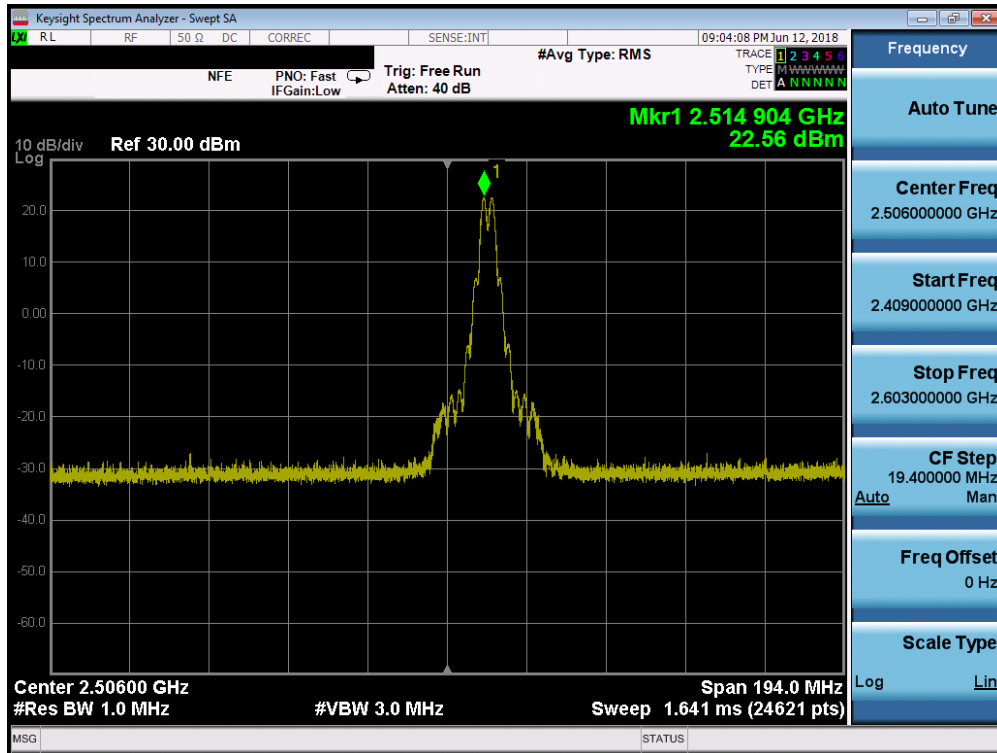 Keysight Spectrum Analyzer - Swept SA
LXI RL RF 50 Ω DC CORREC SENSE:INT 09:04:08 PM Jun 12, 2018
#Avg Type: RMS
TRACE 1 2 3 4 5 6
TYPE M WWWWW
DET A N N N N N
NFE
PNO: Fast
IFGain:Low
Trig: Free Run
Atten: 40 dB
Mkr1 2.514 904 GHz
22.56 dBm
10 dB/div
Log
Ref 30.00 dBm
1
20.0
10.0
0.00
-10.0
-20.0
-30.0
-40.0
-50.0
-60.0
Center 2.50600 GHz
Span 194.0 MHz
#Res BW 1.0 MHz
#VBW 3.0 MHz
Sweep 1.641 ms (24621 pts)
MSG
STATUS
Frequency
Auto Tune
Center Freq
2.506000000 GHz
Start Freq
2.409000000 GHz
Stop Freq
2.603000000 GHz
CF Step
19.400000 MHz
Auto Man
Freq Offset
0 Hz
Scale Type
Log Lin